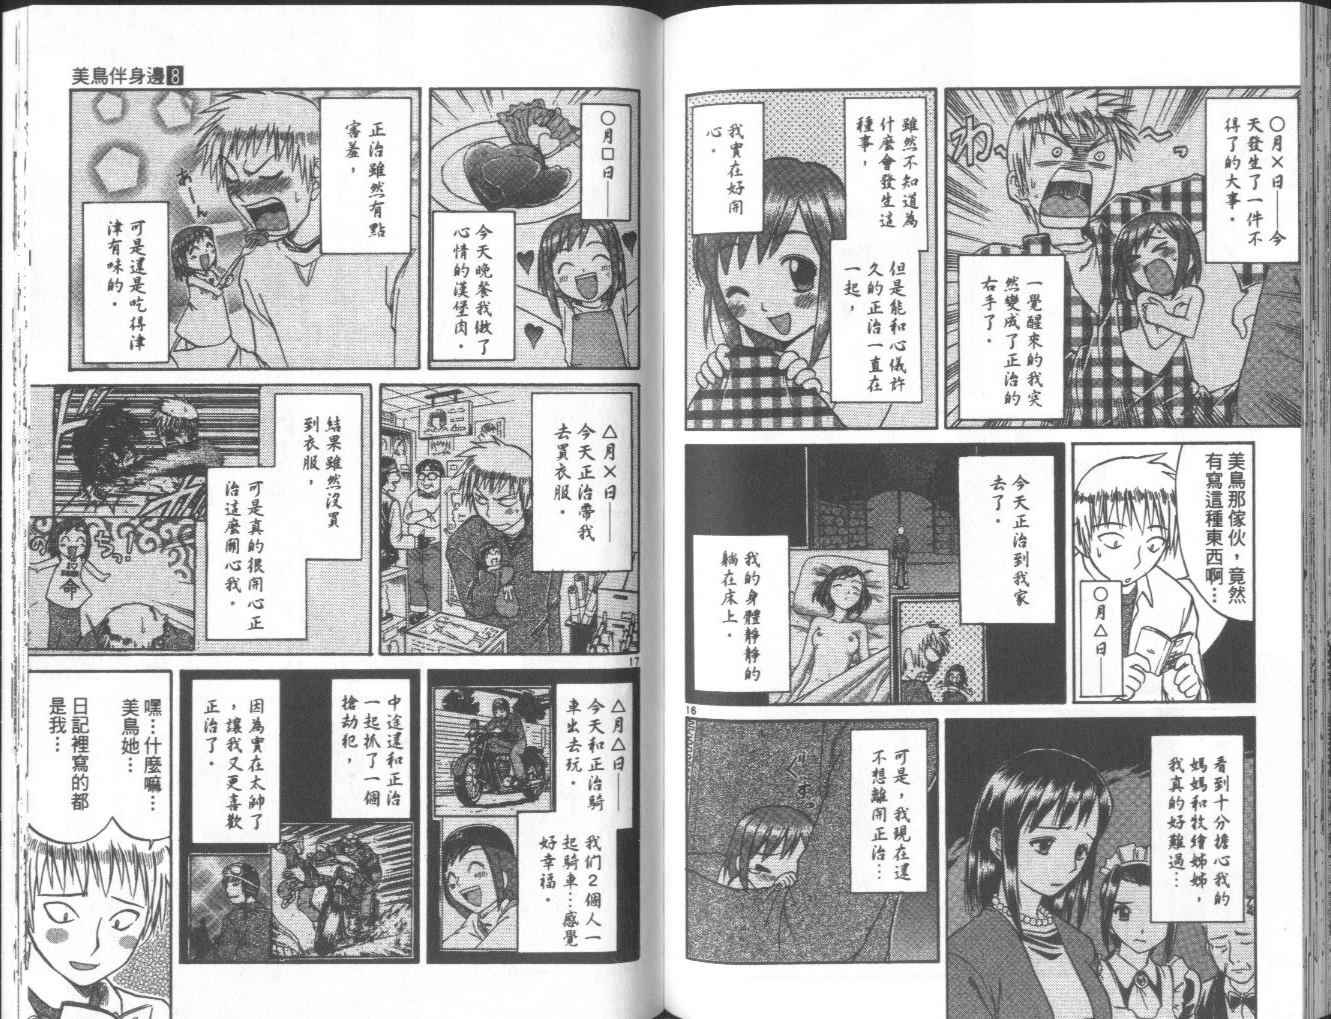 ○月×日——今
天發生了一件不
得了的大事．
わ～～っ
一覺醒來的我突
然變成了正治的
右手了．
雖然不知道為
什麼會發生這
種事，
但是能和心儀許
久的正治一直在
一起，
我實在好開
心．
美鳥那傢伙，竟然
有寫這種東西啊…
○月△日——
今天正治到我家
去了．
我的身體靜靜的
躺在床上．
16
看到十分擔心我的
媽媽和牧繪姊姊，
我真的好難過…
可是，我現在還
不想離開正治…
美鳥伴身邊8
○月□日——
今天晚餐我做了
心情的漢堡肉．
正治雖然有點
害羞，
あーん
可是還是吃得津
津有味的．
△月×日——
今天正治帶我
去買衣服．
結果雖然沒買
到衣服，
可是真的很開心正
治這麼關心我．
ちっ！
命
17
△月△日——
今天和正治騎
車出去玩．
我們2個人一
起騎車…感覺
好幸福．
中途還和正治
一起抓了一個
搶劫犯，
因為實在太帥了
，讓我又更喜歡
正治了．
嘿…什麼嘛…
美鳥她…
日記裡寫的都
是我…